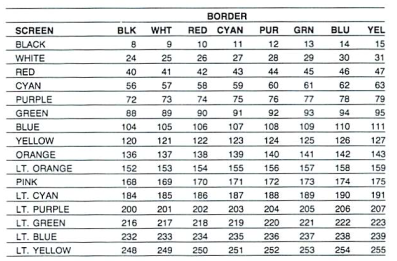 BORDER
SCREEN BLK WHT RED CYAN PUR GRN BLU YEL
BLACK 8 9 10 11 12 13 14 15
WHITE 24 25 26 27 28 29 30 31
RED 40 41 42 43 44 45 46 47
CYAN 56 57 58 59 60 61 62 63
PURPLE 72 73 74 75 76 77 78 79
GREEN 88 89 90 91 92 93 94 95
BLUE 104 105 106 107 108 109 110 111
YELLOW 120 121 122 123 124 125 126 127
ORANGE 136 137 138 139 140 141 142 143
LT. ORANGE 152 153 154 155 156 157 158 159
PINK 168 169 170 171 172 173 174 175
LT. CYAN 184 185 186 187 188 189 190 191
LT. PURPLE 200 201 202 203 204 205 206 207
LT. GREEN 216 217 218 219 220 221 222 223
LT. BLUE 232 233 234 235 236 237 238 239
LT. YELLOW 248 249 250 251 252 253 254 255